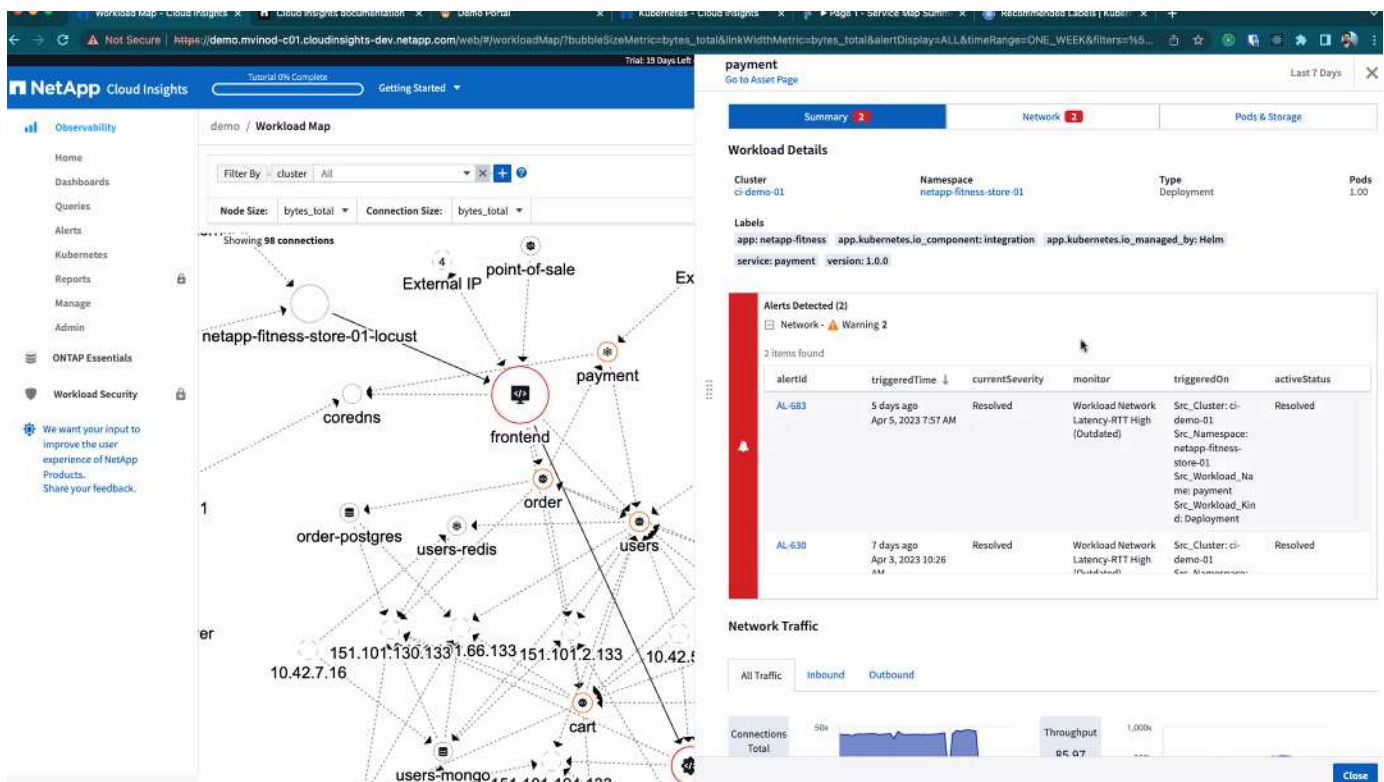 Workload Map - Cloud Insights
Cloud Insights documentation
Demo Portal
Kubernetes - Cloud Insights
Page 1 - Service Map Summ
Recommended Labels | Kuber
Not Secure
https://demo.mvinod-c01.cloudinsights-dev.netapp.com/web/#/workloadMap/?bubbleSizeMetric=bytes_total&linkWidthMetric=bytes_total&alertDisplay=ALL&timeRange=ONE_WEEK&filters=%5...
Trial: 19 Days Left
NetApp Cloud Insights
Tutorial 0% Complete
Getting Started
Observability
Home
Dashboards
Queries
Alerts
Kubernetes
Reports
Manage
Admin
ONTAP Essentials
Workload Security
We want your input to
improve the user
experience of NetApp
Products.
Share your feedback.
demo / Workload Map
Filter By cluster All
Node Size: bytes_total Connection Size: bytes_total
Showing 98 connections
4
External IP
point-of-sale
Ex
netapp-fitness-store-01-locust
payment
coredns
frontend
order
1
order-postgres
users-redis
users
er
151.101.130.133
1.66.133
151.101.2.133
10.42.7.16
cart
users-mongo
payment
Go to Asset Page
Last 7 Days
Summary 2
Network 2
Pods & Storage
Workload Details
Cluster
ci-demo-01
Namespace
netapp-fitness-store-01
Type
Deployment
Pods
1.00
Labels
app: netapp-fitness app.kubernetes.io_component: integration app.kubernetes.io_managed_by: Helm
service: payment version: 1.0.0
Alerts Detected (2)
Network - Warning 2
2 items found
alertId triggeredTime ↓ currentSeverity monitor triggeredOn activeStatus
AL-683
5 days ago
Apr 5, 2023 7:57 AM
Resolved
Workload Network
Latency-RTT High
(Outdated)
Src_Cluster: ci-
demo-01
Src_Namespace:
netapp-fitness-
store-01
Src_Workload_Na
me: payment
Src_Workload_Kin
d: Deployment
Resolved
AL-630
7 days ago
Apr 3, 2023 10:26
AM
Resolved
Workload Network
Latency-RTT High
(Outdated)
Src_Cluster: ci-
demo-01
Src_Namespace:
Resolved
Network Traffic
All Traffic Inbound Outbound
Connections
Total
50k
Throughput
85.97
1,000k
Close